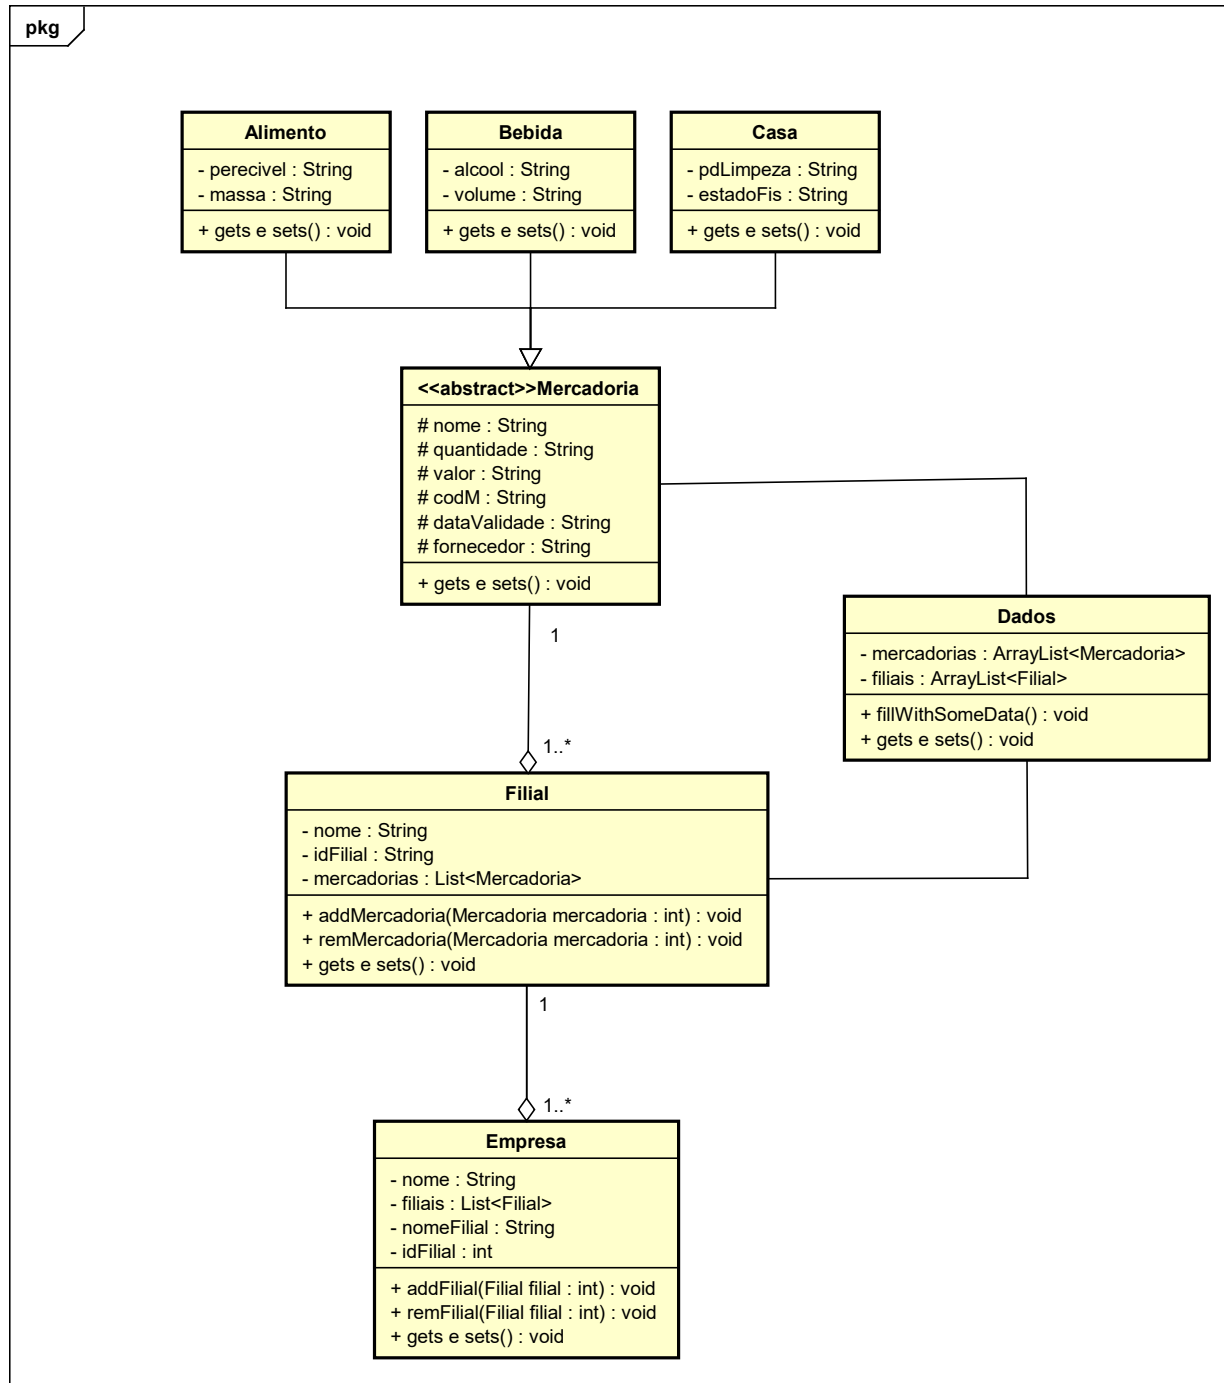 pkg
Alimento
- perecivel : String
- massa : String
+ gets e sets() : void
Bebida
- alcool : String
- volume : String
+ gets e sets() : void
Casa
- pdLimpeza : String
- estadoFis : String
+ gets e sets() : void
<<abstract>>Mercadoria
# nome : String
# quantidade : String
# valor : String
# codM : String
# dataValidade : String
# fornecedor : String
+ gets e sets() : void
1
1..*
Dados
- mercadorias : ArrayList<Mercadoria>
- filiais : ArrayList<Filial>
+ fillWithSomeData() : void
+ gets e sets() : void
Filial
- nome : String
- idFilial : String
- mercadorias : List<Mercadoria>
+ addMercadoria(Mercadoria mercadoria : int) : void
+ remMercadoria(Mercadoria mercadoria : int) : void
+ gets e sets() : void
1
1..*
Empresa
- nome : String
- filiais : List<Filial>
- nomeFilial : String
- idFilial : int
+ addFilial(Filial filial : int) : void
+ remFilial(Filial filial : int) : void
+ gets e sets() : void